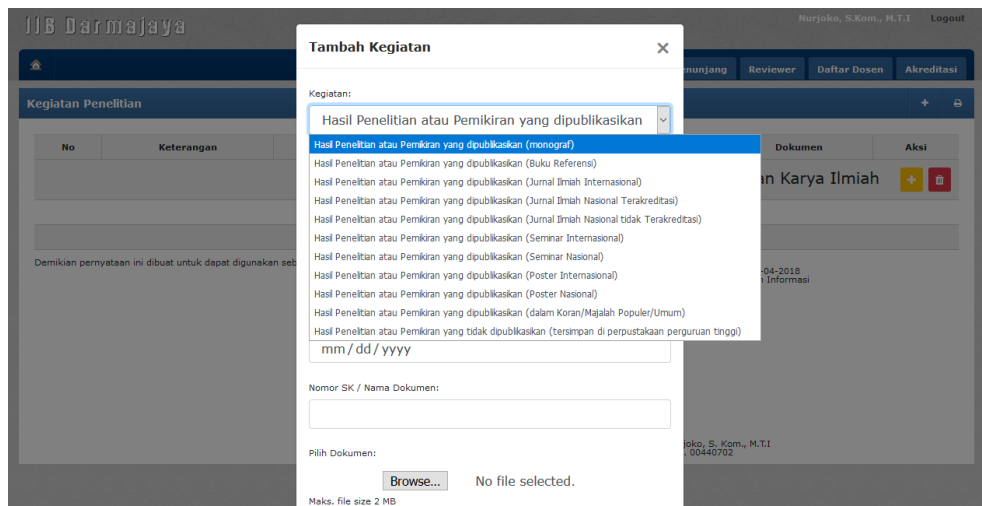 IIB Darmajaya
Nurjoko, S.Kom., M.T.I Logout
Tambah Kegiatan ×
enunjang Reviewer Daftar Dosen Akreditasi
Kegiatan Penelitian
Kegiatan:
Hasil Penelitian atau Pemikiran yang dipublikasikan
Hasil Penelitian atau Pemikiran yang dipublikasikan (monograf)
Hasil Penelitian atau Pemikiran yang dipublikasikan (Buku Referensi)
Hasil Penelitian atau Pemikiran yang dipublikasikan (Jurnal Ilmiah Internasional)
Hasil Penelitian atau Pemikiran yang dipublikasikan (Jurnal Ilmiah Nasional Terakreditasi)
Hasil Penelitian atau Pemikiran yang dipublikasikan (Jurnal Ilmiah Nasional tidak Terakreditasi)
Hasil Penelitian atau Pemikiran yang dipublikasikan (Seminar Internasional)
Hasil Penelitian atau Pemikiran yang dipublikasikan (Seminar Nasional)
Hasil Penelitian atau Pemikiran yang dipublikasikan (Poster Internasional)
Hasil Penelitian atau Pemikiran yang dipublikasikan (Poster Nasional)
Hasil Penelitian atau Pemikiran yang dipublikasikan (dalam Koran/Majalah Populer/Umum)
Hasil Penelitian atau Pemikiran yang tidak dipublikasikan (tersimpan di perpustakaan perguruan tinggi)
No Keterangan Dokumen Aksi
an Karya Ilmiah
Demikian pernyataan ini dibuat untuk dapat digunakan seb
-04-2018
n Informasi
mm/dd/yyyy
Nomor SK / Nama Dokumen:
Pilih Dokumen:
Browse... No file selected.
Maks. file size 2 MB
joko, S. Kom., M.T.I
. 00440702